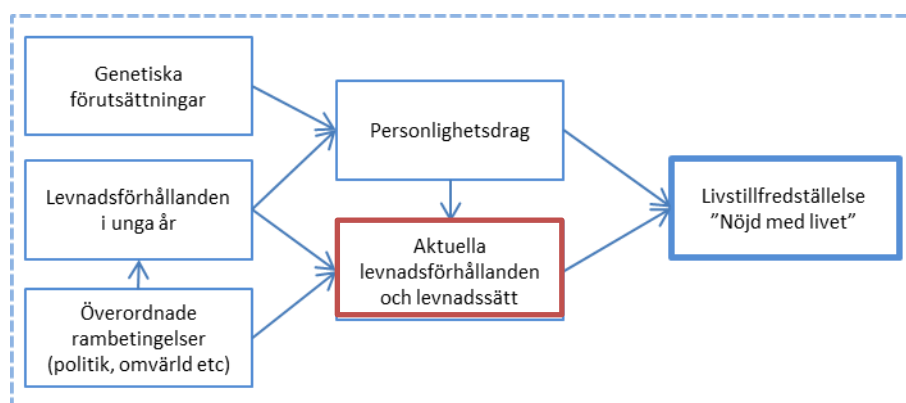 Genetiska
förutsättningar
Personlighetsdrag
Levnadsförhållanden
i unga år
Livstillfredställelse
”Nöjd med livet”
Aktuella
levnadsförhållanden
och levnadssätt
Överordnade
rambetingelser
(politik, omvärld etc)